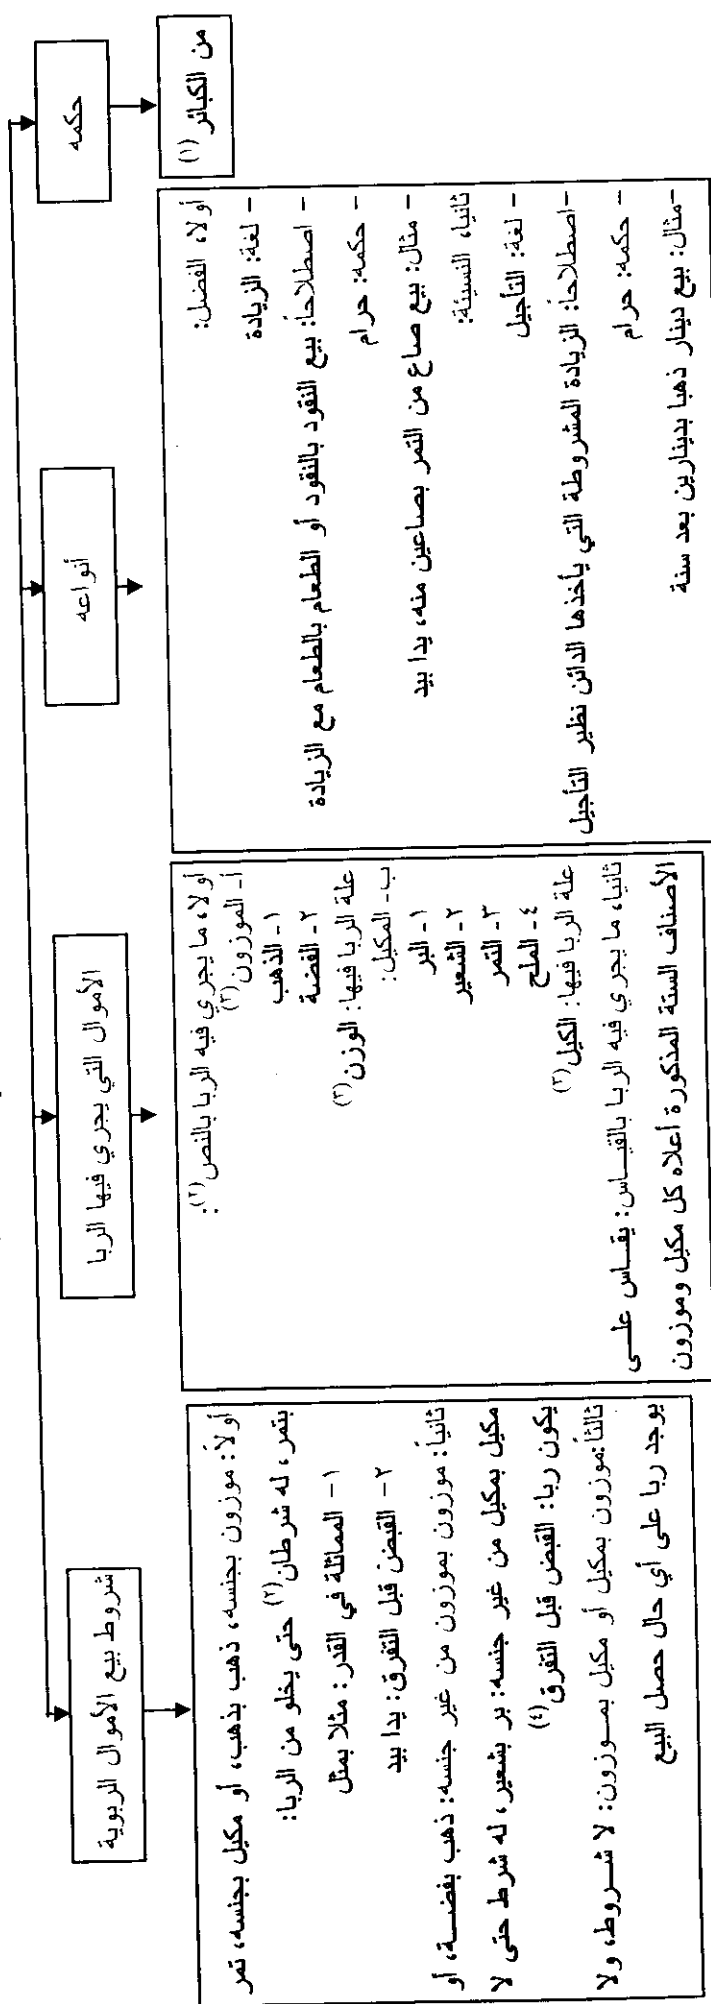 حكمه
من الكبائر (١)
أنواعه
أولا، الفضل:
- لغة: الزيادة
- اصطلاحاً: بيع النقود بالنقود أو الطعام بالطعام مع الزيادة
- حكمه: حرام
- مثال: بيع صاع من التمر بصاعين منه، يدا بيد
ثانيا، النسيئة:
- لغة: التأجيل
-اصطلاحاً: الزيادة المشروطة التي يأخذها الدائن نظير التأجيل
- حكمه: حرام
-مثال: بيع دينار ذهبا بدينارين بعد سنة
الأموال التي يجري فيها الربا
أولا، ما يجري فيه الربا بالنص(٢):
أ- الموزون(٣)
١- الذهب
٢- الفضة
علة الربا فيها: الوزن(٣)
ب- المكيل:
١- البر
٢- الشعير
٣- التمر
٤- الملح
علة الربا فيها: الكيل(٣)
ثانيا، ما يجري فيه الربا بالقياس: يقاس على
الأصناف الستة المذكورة أعلاه كل مكيل وموزون
شروط بيع الأموال الربوية
أولاً: موزون بجنسه، ذهب بذهب، أو مكيل بجنسه، تمر
بتمر، له شرطان(٢) حتى يخلو من الربا:
١- المماثلة في القدر: مثلا بمثل
٢- القبض قبل التفرق: يدا بيد
ثانياً: موزون بموزون من غير جنسه: ذهب بفضة، أو
مكيل بمكيل من غير جنسه: بر بشعير، له شرط حتى لا
يكون ربا: القبض قبل التفرق(٤)
ثالثاً:موزون بمكيل أو مكيل بموزون: لا شروط، ولا
يوجد ربا على أي حال حصل البيع